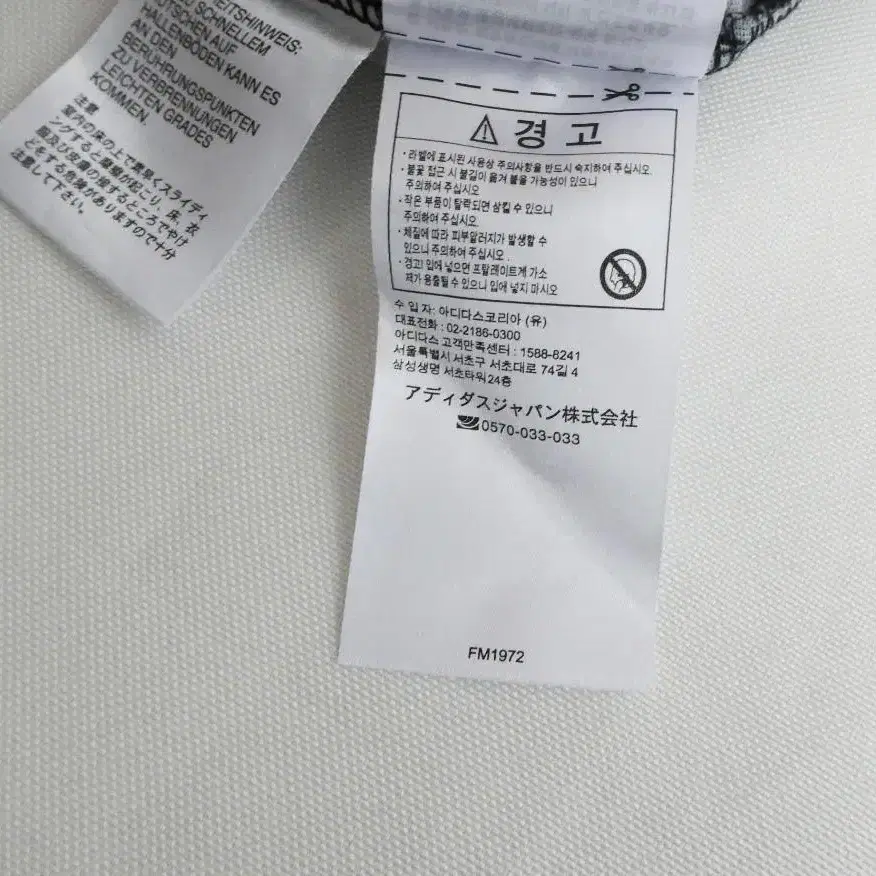 HEITSHINWEIS:
SCHNELLEM
RUTSCHEN AUF
HALLENBÖDEN KANN ES
AN DEN
BERÜHRUNGSPUNKTEN
ZU VERBRENNUNGEN
LEICHTEN GRADES
KOMMEN.
注意
室内の床の上で素早くスライディ
ングすると摩擦が起こり、床、衣
服及び皮膚の接するところでやけ
どをする危険がありますので十分
注意して下さい。
경 고
· 라벨에 표시된 사용상 주의사항을 반드시 숙지하여 주십시오.
· 불꽃 접근 시 불길이 옮겨 붙을 가능성이 있으니
주의하여 주십시오
· 작은 부품이 탈락되면 삼킬 수 있으니
주의하여 주십시오.
· 체질에 따라 피부알러지가 발생할 수
있으니 주의하여 주십시오 .
· 경고! 입에 넣으면 프탈레이트계 가소
제가 용출될 수 있으니 입에 넣지 마시오
수 입 자: 아디다스코리아 (유)
대표전화 : 02-2186-0300
아디다스 고객만족센터 : 1588-8241
서울특별시 서초구 서초대로 74길 4
삼성생명 서초타워 24층
アディダスジャパン株式会社
0570-033-033
FM1972